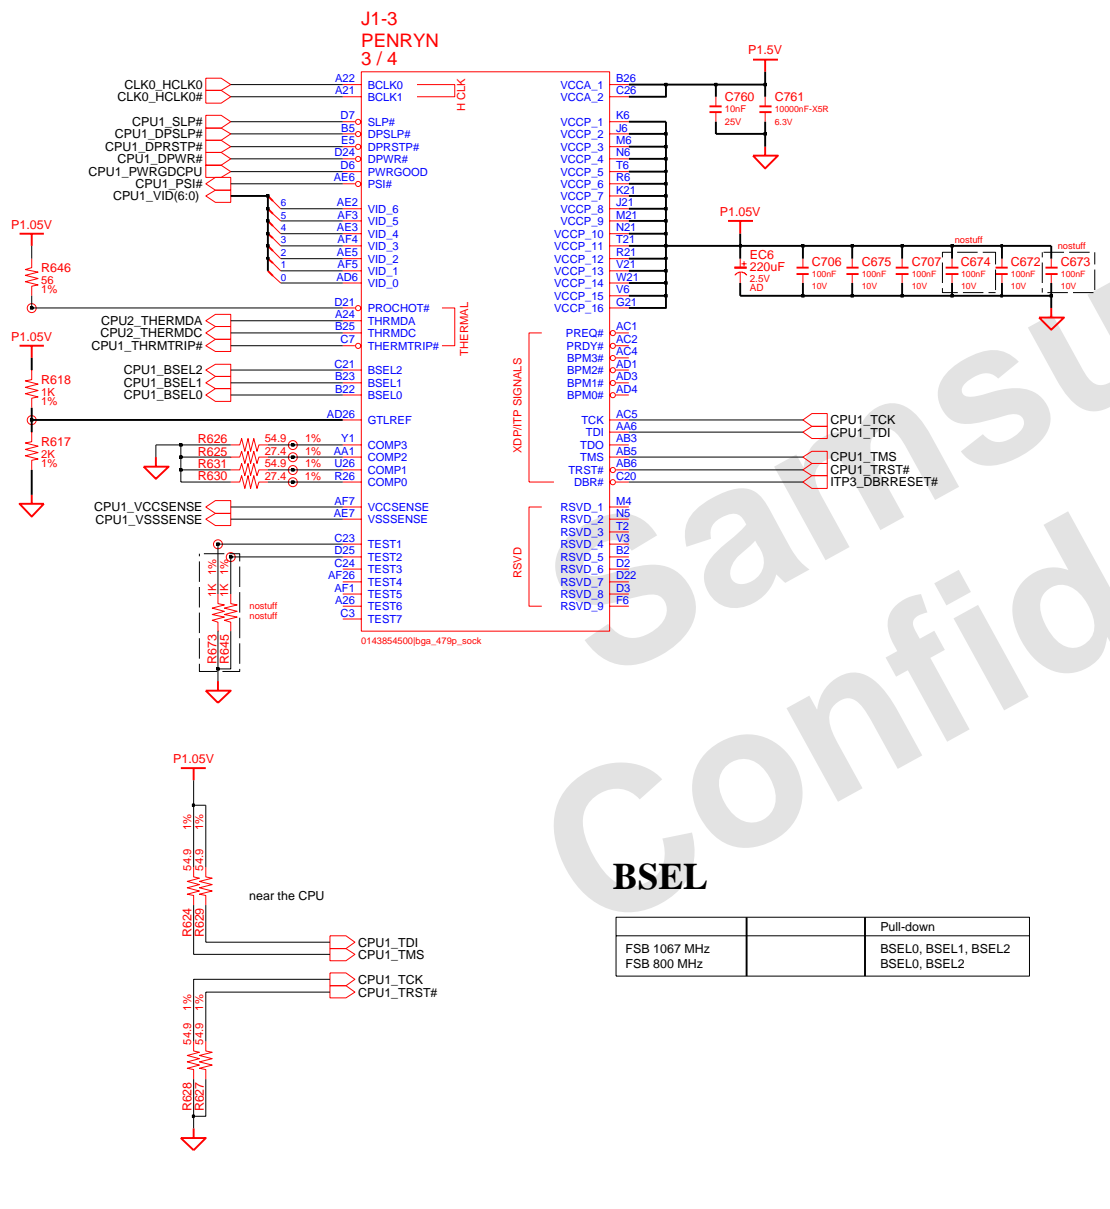 J1-3
PENRYN
3 / 4
CLK0_HCLK0 A22 BCLK0
CLK0_HCLK0# A21 BCLK1
H CLK
CPU1_SLP# D7 SLP#
CPU1_DPSLP# B5 DPSLP#
CPU1_DPRSTP# E5 DPRSTP#
CPU1_DPWR# D24 DPWR#
CPU1_PWRGDCPU D6 PWRGOOD
CPU1_PSI# AE6 PSI#
CPU1_VID(6:0)
6 AE2 VID_6
5 AF3 VID_5
4 AE3 VID_4
3 AF4 VID_3
2 AE5 VID_2
1 AF5 VID_1
0 AD6 VID_0
P1.05V
R646
56
1%
D21 PROCHOT#
CPU2_THERMDA A24 THRMDA
CPU2_THERMDC B25 THRMDC
CPU1_THRMTRIP# C7 THERMTRIP#
THERMAL
P1.05V
R618
1K
1%
R617
2K
1%
CPU1_BSEL2 C21 BSEL2
CPU1_BSEL1 B23 BSEL1
CPU1_BSEL0 B22 BSEL0
AD26 GTLREF
R626 54.9 1% Y1 COMP3
R625 27.4 1% AA1 COMP2
R631 54.9 1% U26 COMP1
R630 27.4 1% R26 COMP0
CPU1_VCCSENSE AF7 VCCSENSE
CPU1_VSSSENSE AE7 VSSSENSE
C23 TEST1
D25 TEST2
C24 TEST3
AF26 TEST4
AF1 TEST5
A26 TEST6
C3 TEST7
R673 1K 1%
R645 1K 1%
nostuff
nostuff
0143854500|bga_479p_sock
VCCA_1 B26
VCCA_2 C26
P1.5V
C760
10nF
25V
C761
10000nF-X5R
6.3V
VCCP_1 K6
VCCP_2 J6
VCCP_3 M6
VCCP_4 N6
VCCP_5 T6
VCCP_6 R6
VCCP_7 K21
VCCP_8 J21
VCCP_9 M21
VCCP_10 N21
VCCP_11 T21
VCCP_12 R21
VCCP_13 V21
VCCP_14 W21
VCCP_15 V6
VCCP_16 G21
P1.05V
EC6
220uF
2.5V
AD
C706
100nF
10V
C675
100nF
10V
C707
100nF
10V
nostuff
C674
100nF
10V
C672
100nF
10V
nostuff
C673
100nF
10V
XDP/ITP SIGNALS
PREQ# AC1
PRDY# AC2
BPM3# AC4
BPM2# AD1
BPM1# AD3
BPM0# AD4
TCK AC5 CPU1_TCK
TDI AA6 CPU1_TDI
TDO AB3
TMS AB5 CPU1_TMS
TRST# AB6 CPU1_TRST#
DBR# C20 ITP3_DBRRESET#
RSVD
RSVD_1 M4
RSVD_2 N5
RSVD_3 T2
RSVD_4 V3
RSVD_5 B2
RSVD_6 D2
RSVD_7 D22
RSVD_8 D3
RSVD_9 F6
Samsu
Confid
P1.05V
R624 54.9 1%
R629 54.9 1%
near the CPU
CPU1_TDI
CPU1_TMS
CPU1_TCK
CPU1_TRST#
R628 54.9 1%
R627 54.9 1%
BSEL
Pull-down
FSB 1067 MHz BSEL0, BSEL1, BSEL2
FSB 800 MHz BSEL0, BSEL2